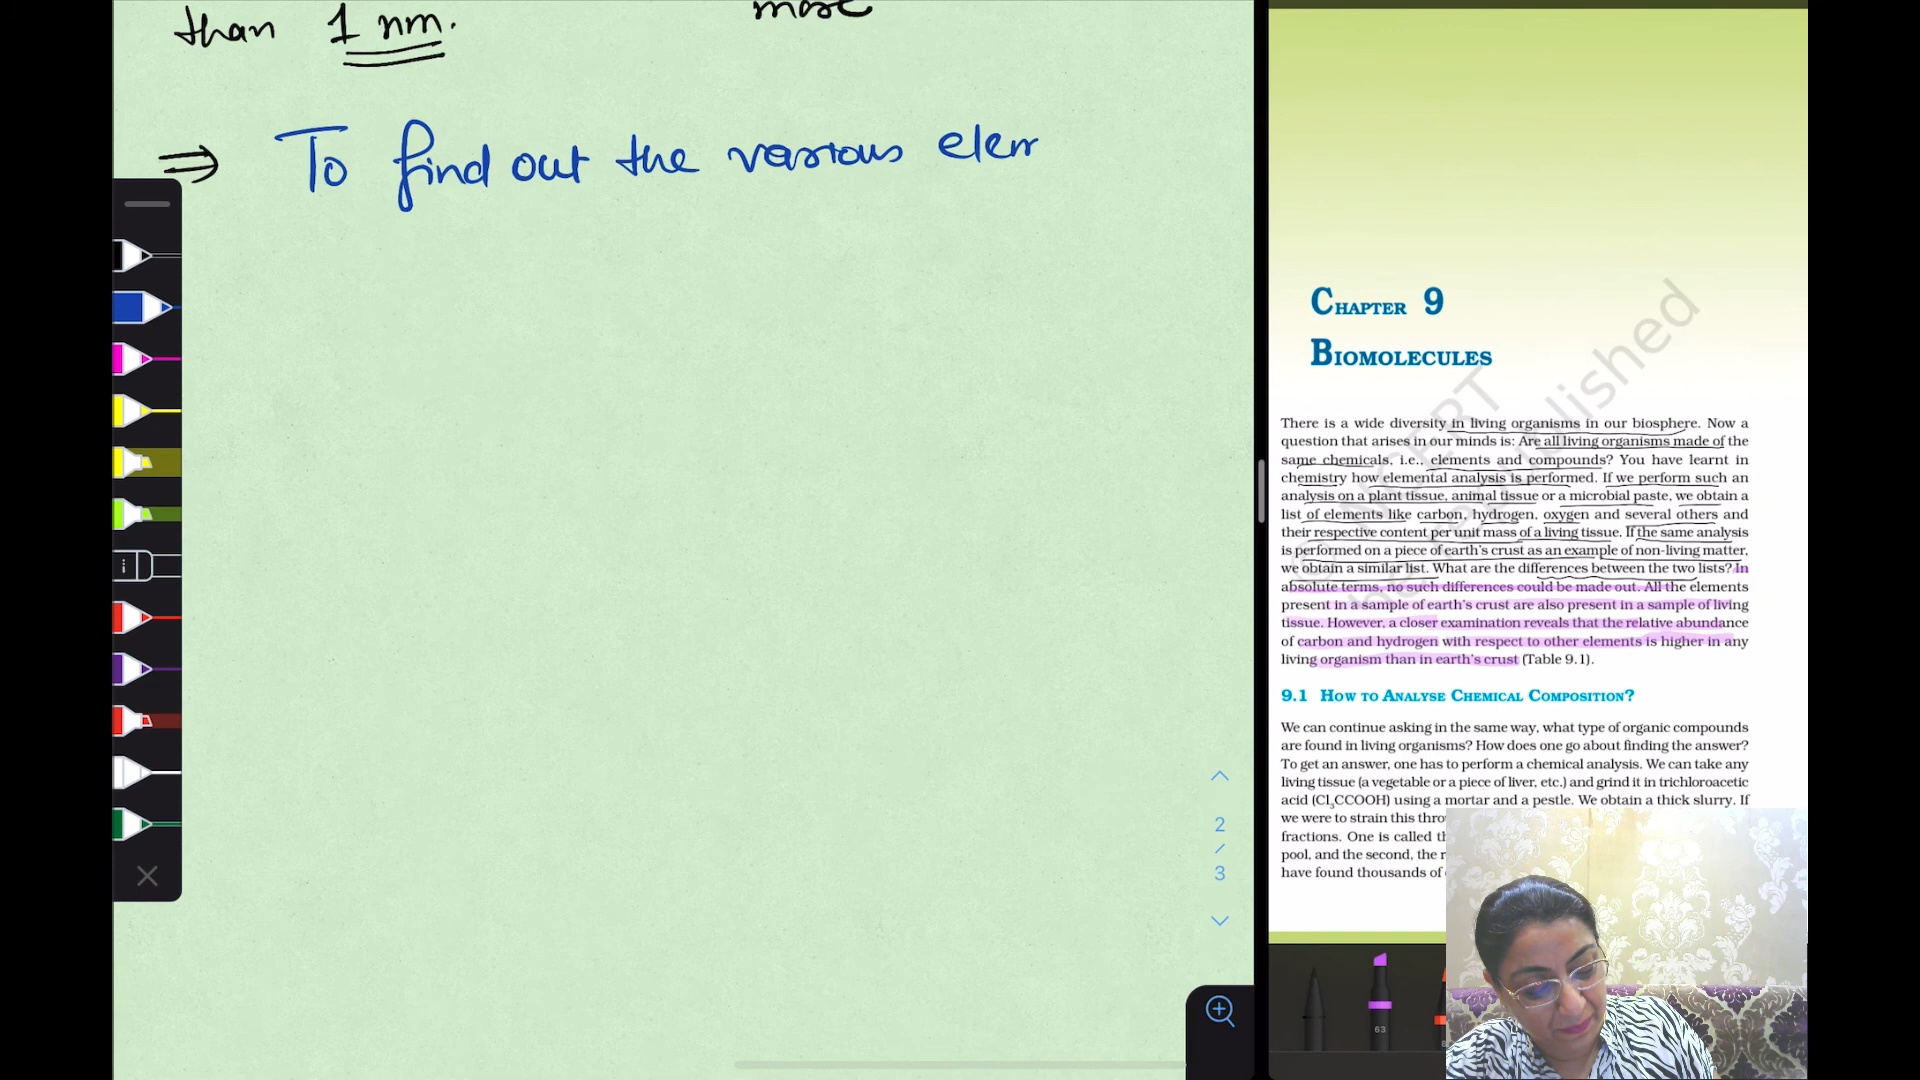 than 1 nm.
more
⇒ To find out the various elem
2
/
3
63
CHAPTER 9
BIOMOLECULES
There is a wide diversity in living organisms in our biosphere. Now a
question that arises in our minds is: Are all living organisms made of the
same chemicals, i.e., elements and compounds? You have learnt in
chemistry how elemental analysis is performed. If we perform such an
analysis on a plant tissue, animal tissue or a microbial paste, we obtain a
list of elements like carbon, hydrogen, oxygen and several others and
their respective content per unit mass of a living tissue. If the same analysis
is performed on a piece of earth's crust as an example of non-living matter,
we obtain a similar list. What are the differences between the two lists? In
absolute terms, no such differences could be made out. All the elements
present in a sample of earth's crust are also present in a sample of living
tissue. However, a closer examination reveals that the relative abundance
of carbon and hydrogen with respect to other elements is higher in any
living organism than in earth's crust (Table 9.1).
9.1 HOW TO ANALYSE CHEMICAL COMPOSITION?
We can continue asking in the same way, what type of organic compounds
are found in living organisms? How does one go about finding the answer?
To get an answer, one has to perform a chemical analysis. We can take any
living tissue (a vegetable or a piece of liver, etc.) and grind it in trichloroacetic
acid (Cl₃CCOOH) using a mortar and a pestle. We obtain a thick slurry. If
we were to strain this thro
fractions. One is called th
pool, and the second, the r
have found thousands of